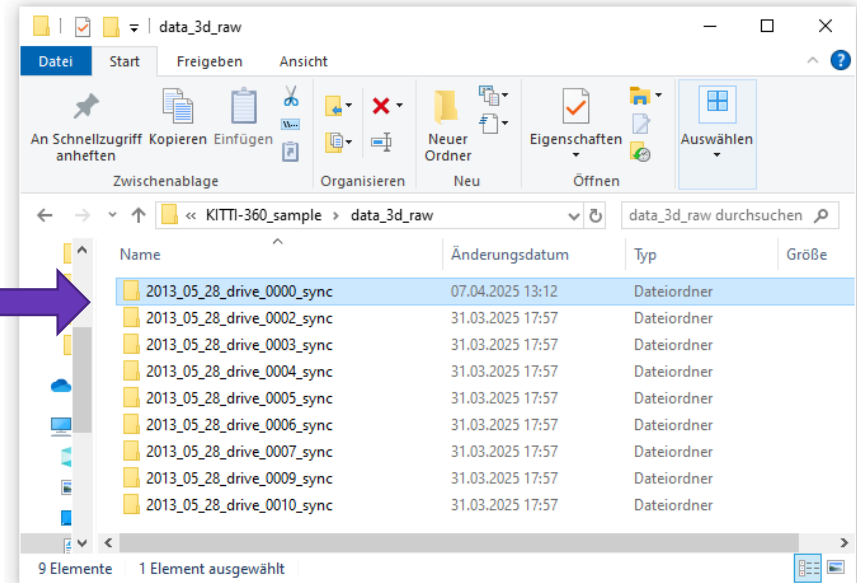 data_3d_raw
Datei Start Freigeben Ansicht
An Schnellzugriff anheften
Kopieren
Einfügen
Zwischenablage
Organisieren
Neuer Ordner
Neu
Eigenschaften
Öffnen
Auswählen
« KITTI-360_sample › data_3d_raw
data_3d_raw durchsuchen
Name Änderungsdatum Typ Größe
2013_05_28_drive_0000_sync 07.04.2025 13:12 Dateiordner
2013_05_28_drive_0002_sync 31.03.2025 17:57 Dateiordner
2013_05_28_drive_0003_sync 31.03.2025 17:57 Dateiordner
2013_05_28_drive_0004_sync 31.03.2025 17:57 Dateiordner
2013_05_28_drive_0005_sync 31.03.2025 17:57 Dateiordner
2013_05_28_drive_0006_sync 31.03.2025 17:57 Dateiordner
2013_05_28_drive_0007_sync 31.03.2025 17:57 Dateiordner
2013_05_28_drive_0009_sync 31.03.2025 17:57 Dateiordner
2013_05_28_drive_0010_sync 31.03.2025 17:57 Dateiordner
9 Elemente 1 Element ausgewählt